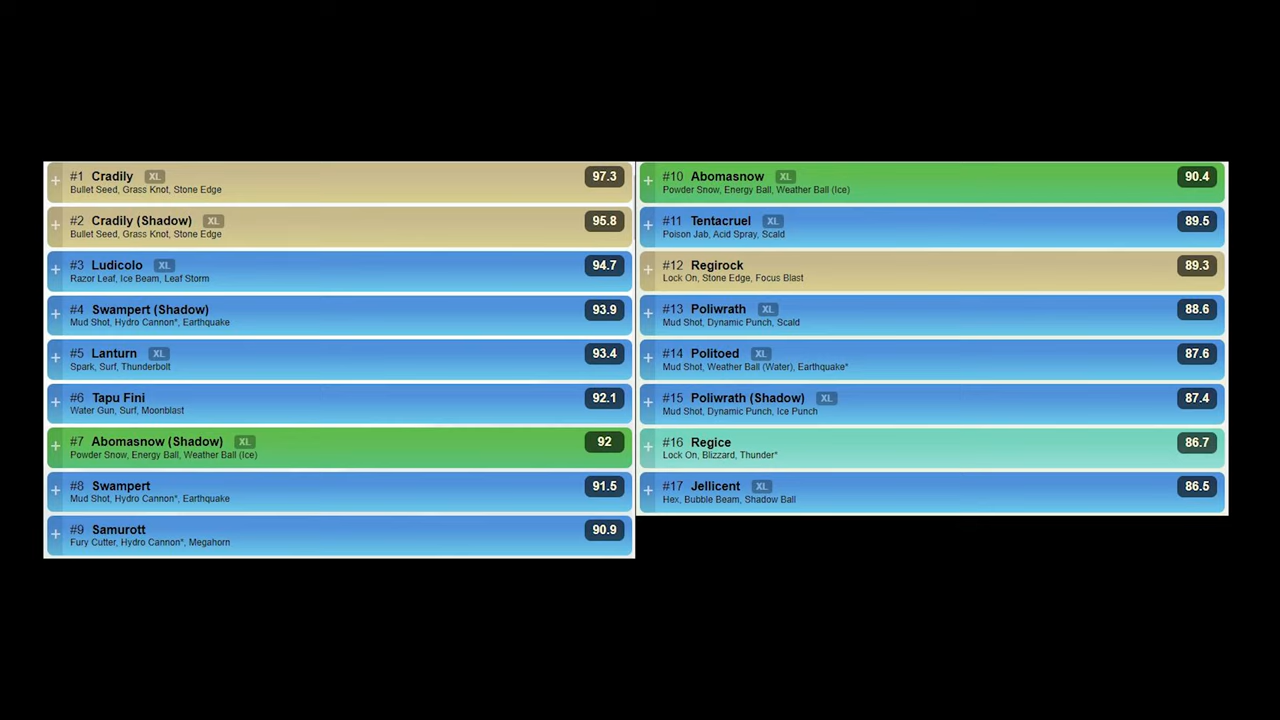 #1 Cradily XL 97.3
Bullet Seed, Grass Knot, Stone Edge
#2 Cradily (Shadow) XL 95.8
Bullet Seed, Grass Knot, Stone Edge
#3 Ludicolo XL 94.7
Razor Leaf, Ice Beam, Leaf Storm
#4 Swampert (Shadow) 93.9
Mud Shot, Hydro Cannon*, Earthquake
#5 Lanturn XL 93.4
Spark, Surf, Thunderbolt
#6 Tapu Fini 92.1
Water Gun, Surf, Moonblast
#7 Abomasnow (Shadow) XL 92
Powder Snow, Energy Ball, Weather Ball (Ice)
#8 Swampert 91.5
Mud Shot, Hydro Cannon*, Earthquake
#9 Samurott 90.9
Fury Cutter, Hydro Cannon*, Megahorn
#10 Abomasnow XL 90.4
Powder Snow, Energy Ball, Weather Ball (Ice)
#11 Tentacruel XL 89.5
Poison Jab, Acid Spray, Scald
#12 Regirock 89.3
Lock On, Stone Edge, Focus Blast
#13 Poliwrath XL 88.6
Mud Shot, Dynamic Punch, Scald
#14 Politoed XL 87.6
Mud Shot, Weather Ball (Water), Earthquake*
#15 Poliwrath (Shadow) XL 87.4
Mud Shot, Dynamic Punch, Ice Punch
#16 Regice 86.7
Lock On, Blizzard, Thunder*
#17 Jellicent XL 86.5
Hex, Bubble Beam, Shadow Ball